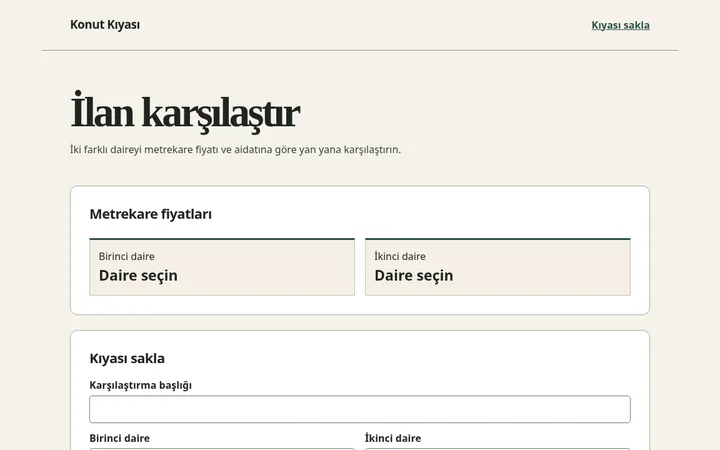 Konut Kıyası
Kıyası sakla
İlan karşılaştır
İki farklı daireyi metrekare fiyatı ve aidatına göre yan yana karşılaştırın.
Metrekare fiyatları
Birinci daire
Daire seçin
İkinci daire
Daire seçin
Kıyası sakla
Karşılaştırma başlığı
Birinci daire
İkinci daire